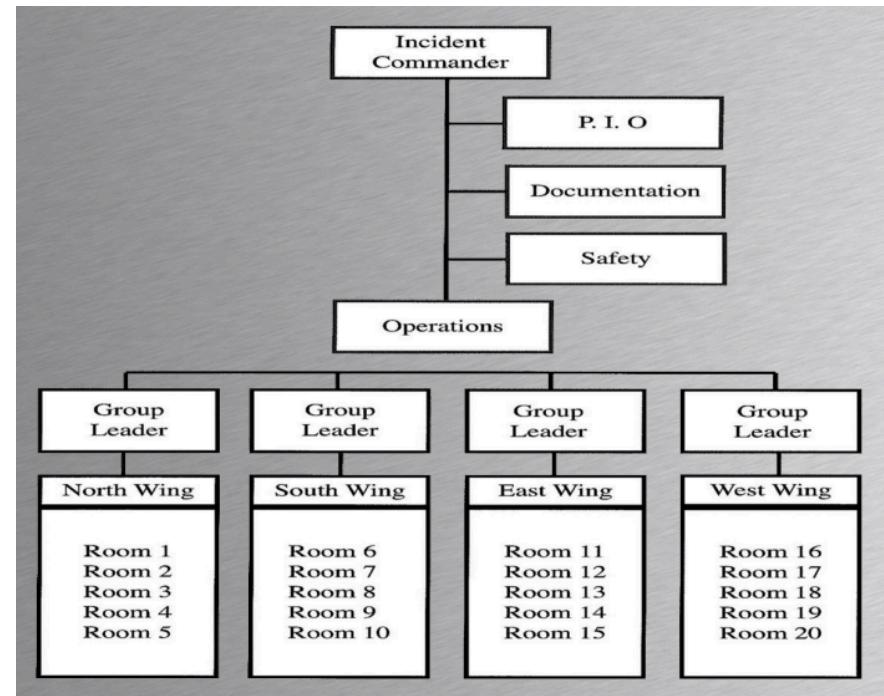 Incident
Commander
P. I. O
Documentation
Safety
Operations
Group
Leader
Group
Leader
Group
Leader
Group
Leader
North Wing
Room 1
Room 2
Room 3
Room 4
Room 5
South Wing
Room 6
Room 7
Room 8
Room 9
Room 10
East Wing
Room 11
Room 12
Room 13
Room 14
Room 15
West Wing
Room 16
Room 17
Room 18
Room 19
Room 20